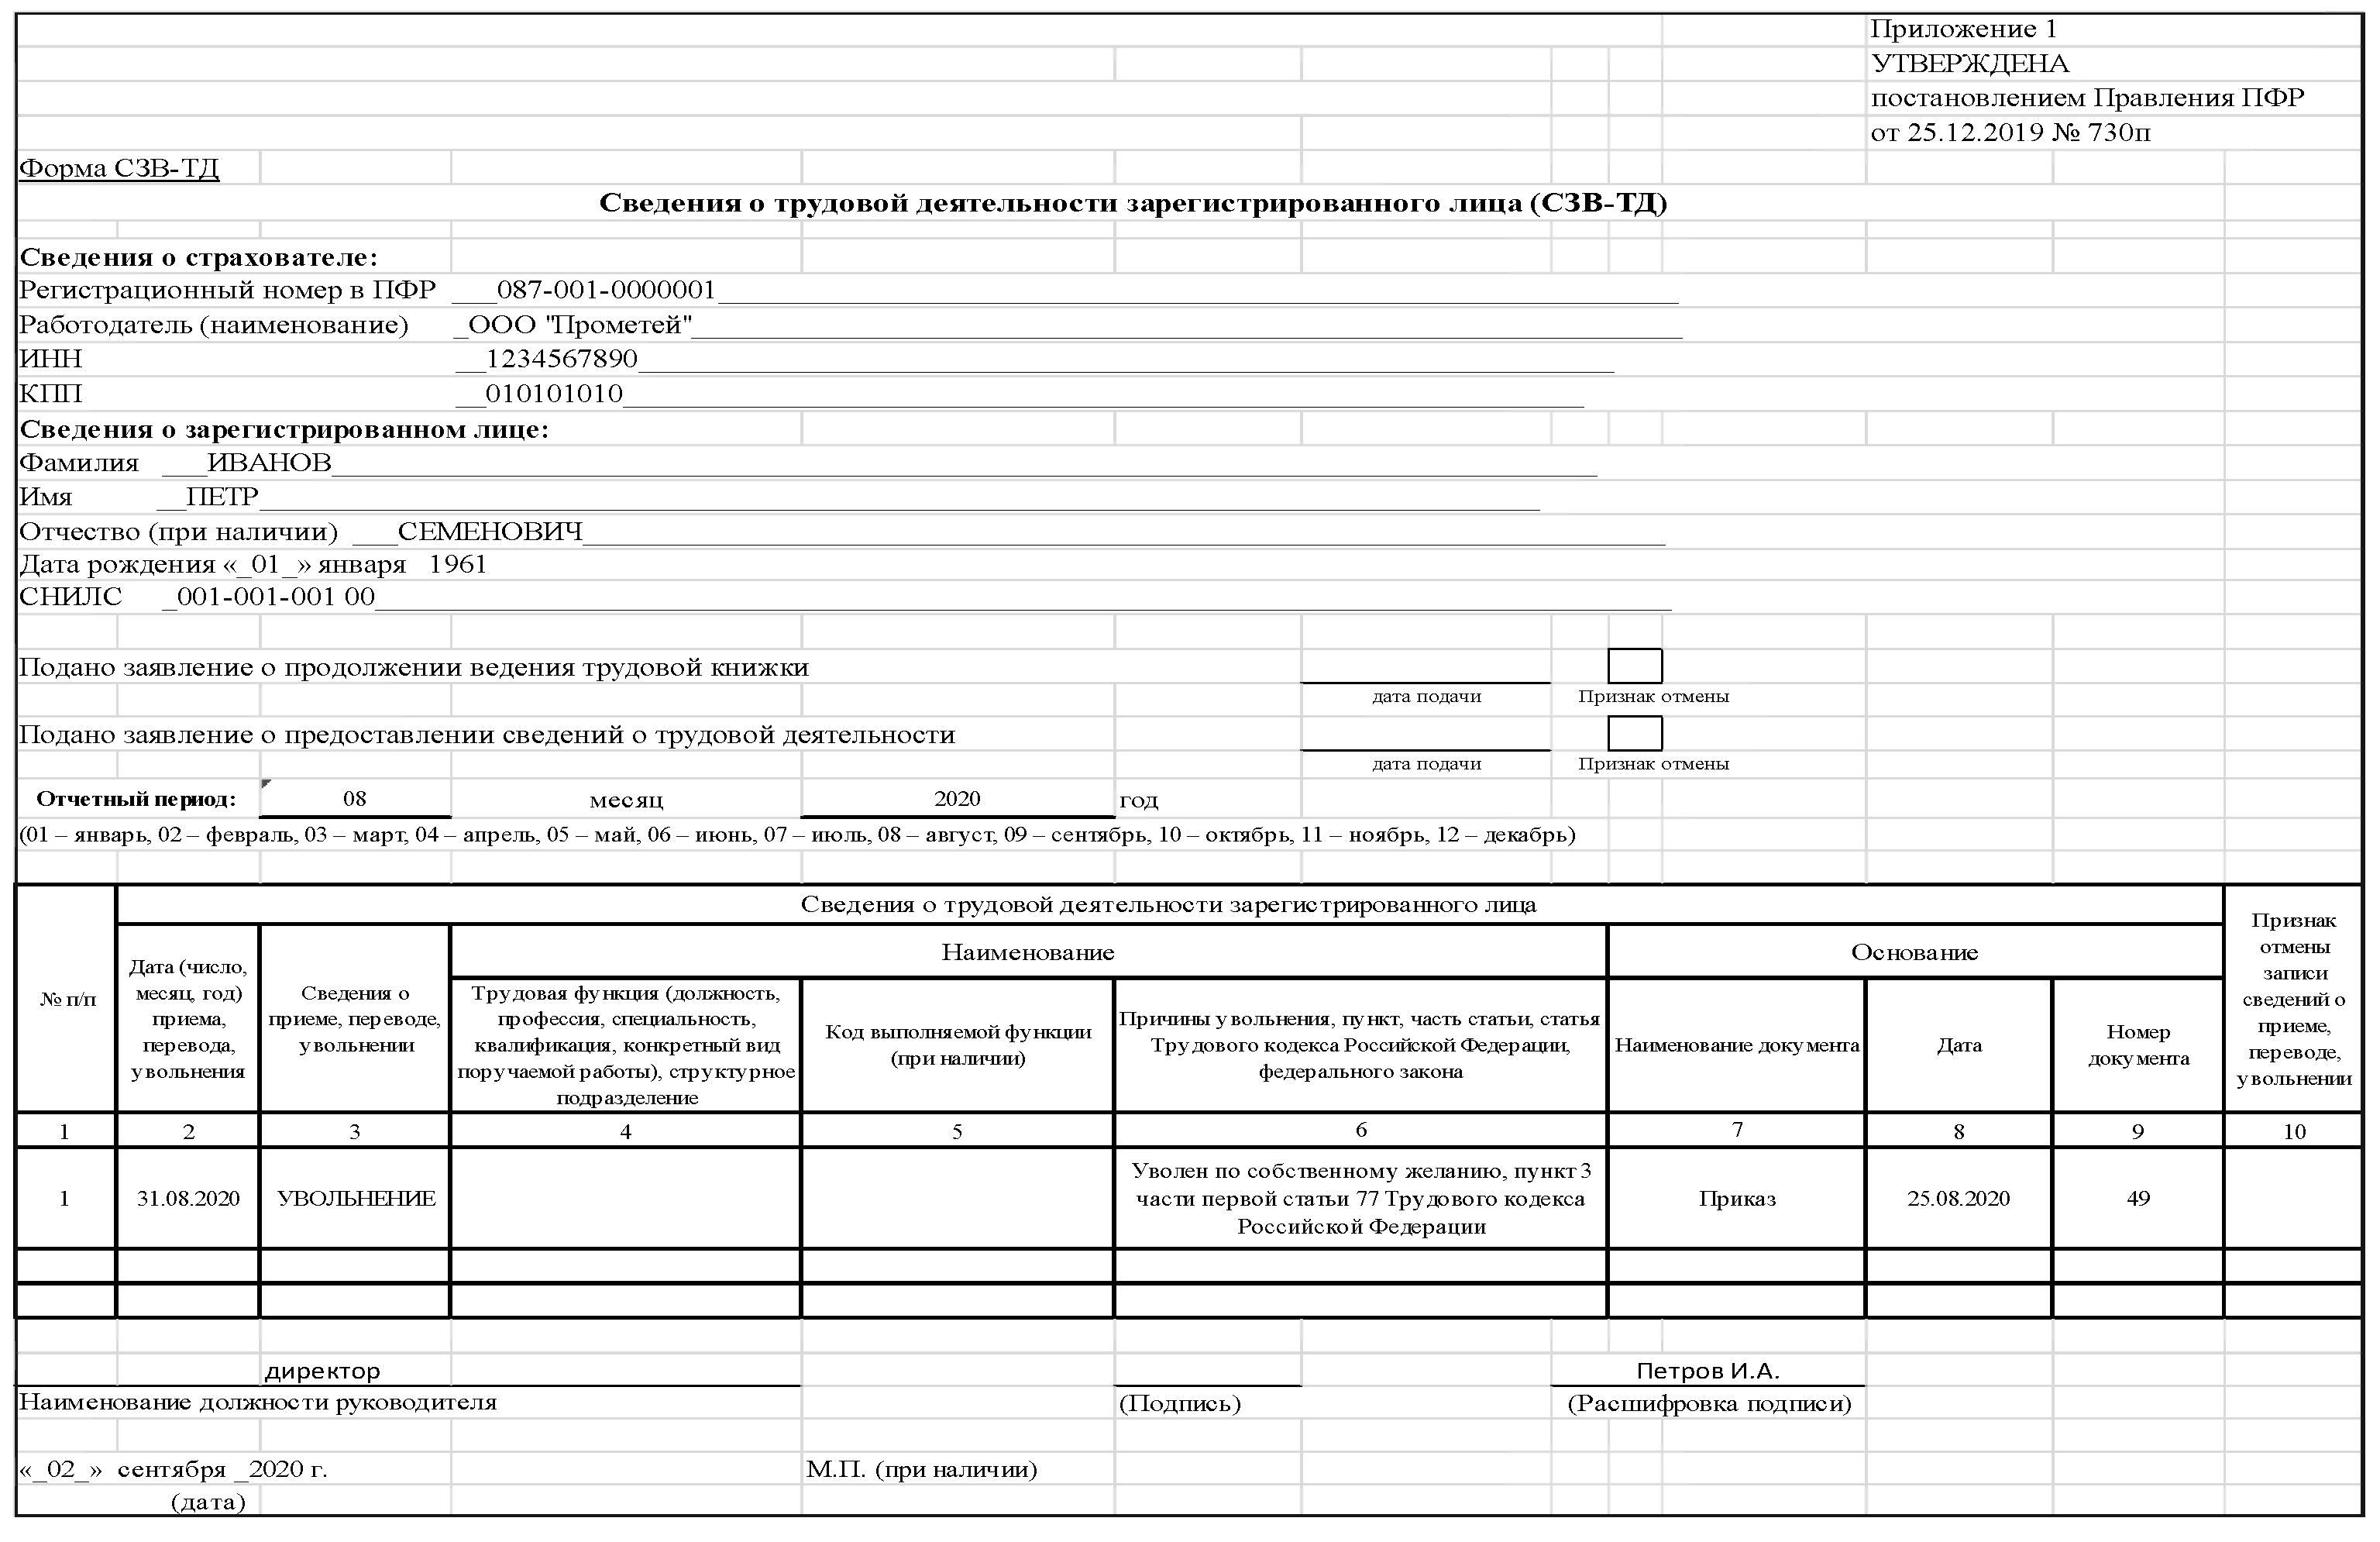 Приложение 1
УТВЕРЖДЕНА
постановлением Правления ПФР
от 25.12.2019 № 730п
Форма СЗВ-ТД
Сведения о трудовой деятельности зарегистрированного лица (СЗВ-ТД)
Сведения о страхователе:
Регистрационный номер в ПФР ___087-001-0000001
Работодатель (наименование) _ООО "Прометей"
ИНН __1234567890
КПП __010101010
Сведения о зарегистрированном лице:
Фамилия ___ИВАНОВ
Имя __ПЕТР
Отчество (при наличии) ___СЕМЕНОВИЧ
Дата рождения «_01_» января 1961
СНИЛС _001-001-001 00
Подано заявление о продолжении ведения трудовой книжки
дата подачи Признак отмены
Подано заявление о предоставлении сведений о трудовой деятельности
дата подачи Признак отмены
Отчетный период: 08 месяц 2020 год
(01 – январь, 02 – февраль, 03 – март, 04 – апрель, 05 – май, 06 – июнь, 07 – июль, 08 – август, 09 – сентябрь, 10 – октябрь, 11 – ноябрь, 12 – декабрь)
№ п/п
Сведения о трудовой деятельности зарегистрированного лица
Дата (число,
месяц, год)
приема,
перевода,
увольнения
Сведения о
приеме, переводе,
увольнении
Наименование
Трудовая функция (должность,
профессия, специальность,
квалификация, конкретный вид
поручаемой работы), структурное
подразделение
Код выполняемой функции
(при наличии)
Причины увольнения, пункт, часть статьи, статья
Трудового кодекса Российской Федерации,
федерального закона
Основание
Наименование документа
Дата
Номер
документа
Признак
отмены
записи
сведений о
приеме,
переводе,
увольнении
1 2 3 4 5 6 7 8 9 10
1
31.08.2020
УВОЛЬНЕНИЕ
Уволен по собственному желанию, пункт 3
части первой статьи 77 Трудового кодекса
Российской Федерации
Приказ
25.08.2020
49
директор Петров И.А.
Наименование должности руководителя (Подпись) (Расшифровка подписи)
«_02_» сентября _2020 г. М.П. (при наличии)
(дата)